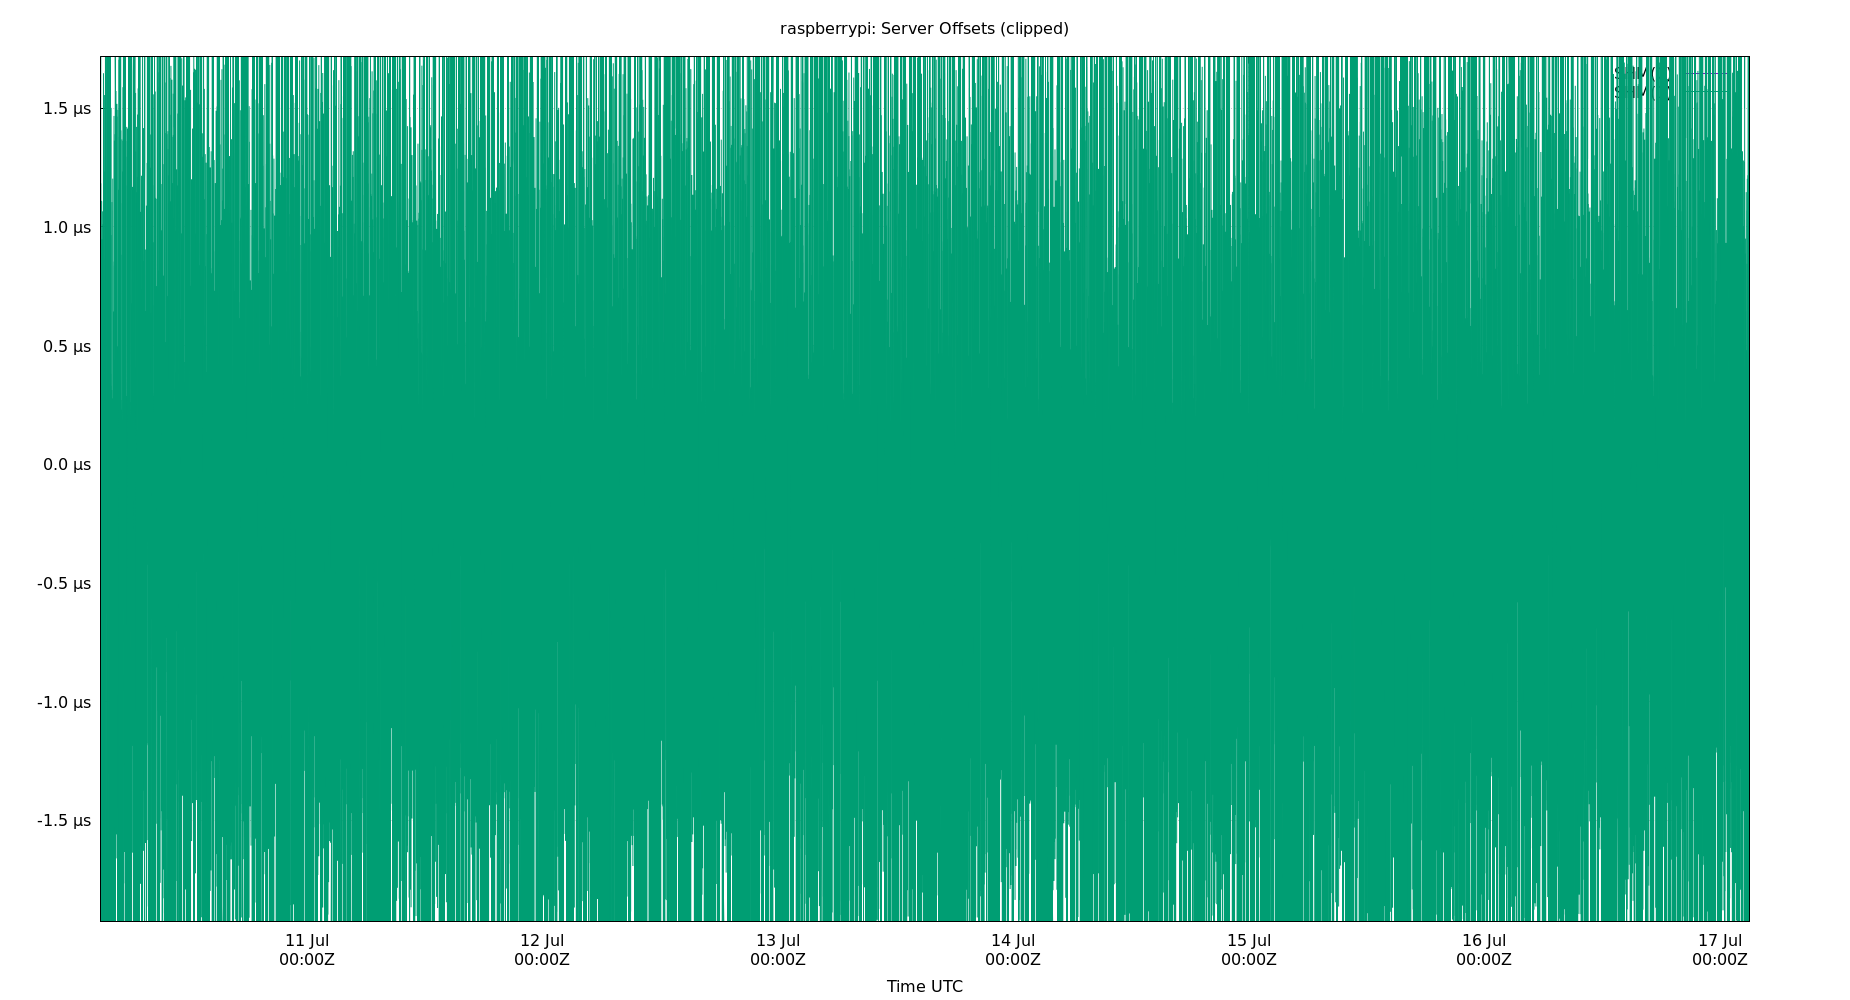 raspberrypi: Server Offsets (clipped)
1.5 µs
1.0 µs
0.5 µs
0.0 µs
-0.5 µs
-1.0 µs
-1.5 µs
11 Jul
00:00Z
12 Jul
00:00Z
13 Jul
00:00Z
14 Jul
00:00Z
15 Jul
00:00Z
16 Jul
00:00Z
17 Jul
00:00Z
Time UTC